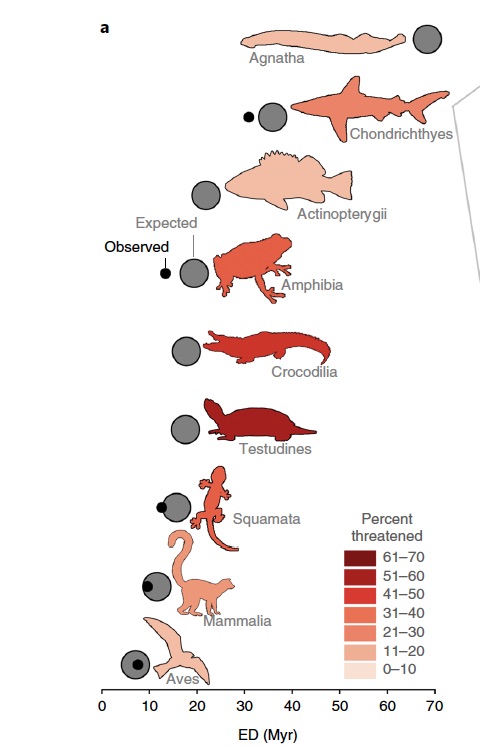 a
Agnatha
Chondrichthyes
Actinopterygii
Expected
Observed
Amphibia
Crocodilia
Testudines
Squamata
Mammalia
Aves
Percent
threatened
61–70
51–60
41–50
31–40
21–30
11–20
0–10
0 10 20 30 40 50 60 70
ED (Myr)